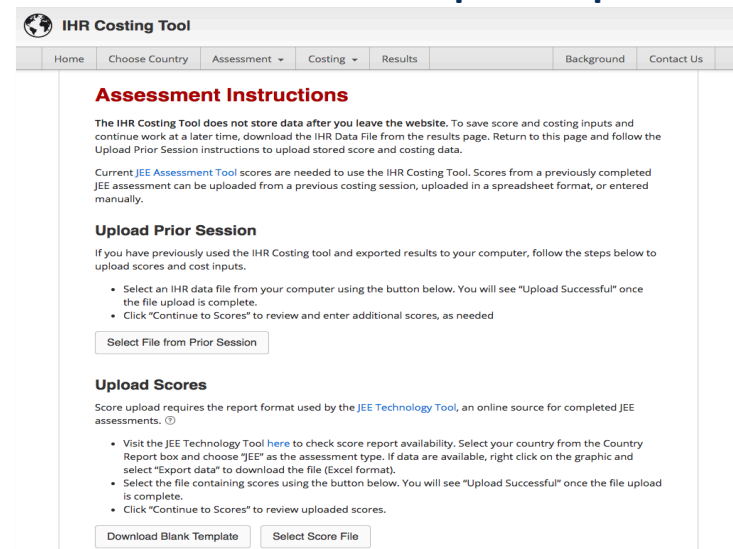 IHR Costing Tool
Home Choose Country Assessment Costing Results Background Contact Us
Assessment Instructions
The IHR Costing Tool does not store data after you leave the website. To save score and costing inputs and
continue work at a later time, download the IHR Data File from the results page. Return to this page and follow the
Upload Prior Session instructions to upload stored score and costing data.
Current JEE Assessment Tool scores are needed to use the IHR Costing Tool. Scores from a previously completed
JEE assessment can be uploaded from a previous costing session, uploaded in a spreadsheet format, or entered
manually.
Upload Prior Session
If you have previously used the IHR Costing tool and exported results to your computer, follow the steps below to
upload scores and cost inputs.
• Select an IHR data file from your computer using the button below. You will see “Upload Successful” once
the file upload is complete.
• Click “Continue to Scores” to review and enter additional scores, as needed
Select File from Prior Session
Upload Scores
Score upload requires the report format used by the JEE Technology Tool, an online source for completed JEE
assessments. ?
• Visit the JEE Technology Tool here to check score report availability. Select your country from the Country
Report box and choose “JEE” as the assessment type. If data are available, right click on the graphic and
select “Export data” to download the file (Excel format).
• Select the file containing scores using the button below. You will see “Upload Successful” once the file upload
is complete.
• Click “Continue to Scores” to review uploaded scores.
Download Blank Template Select Score File